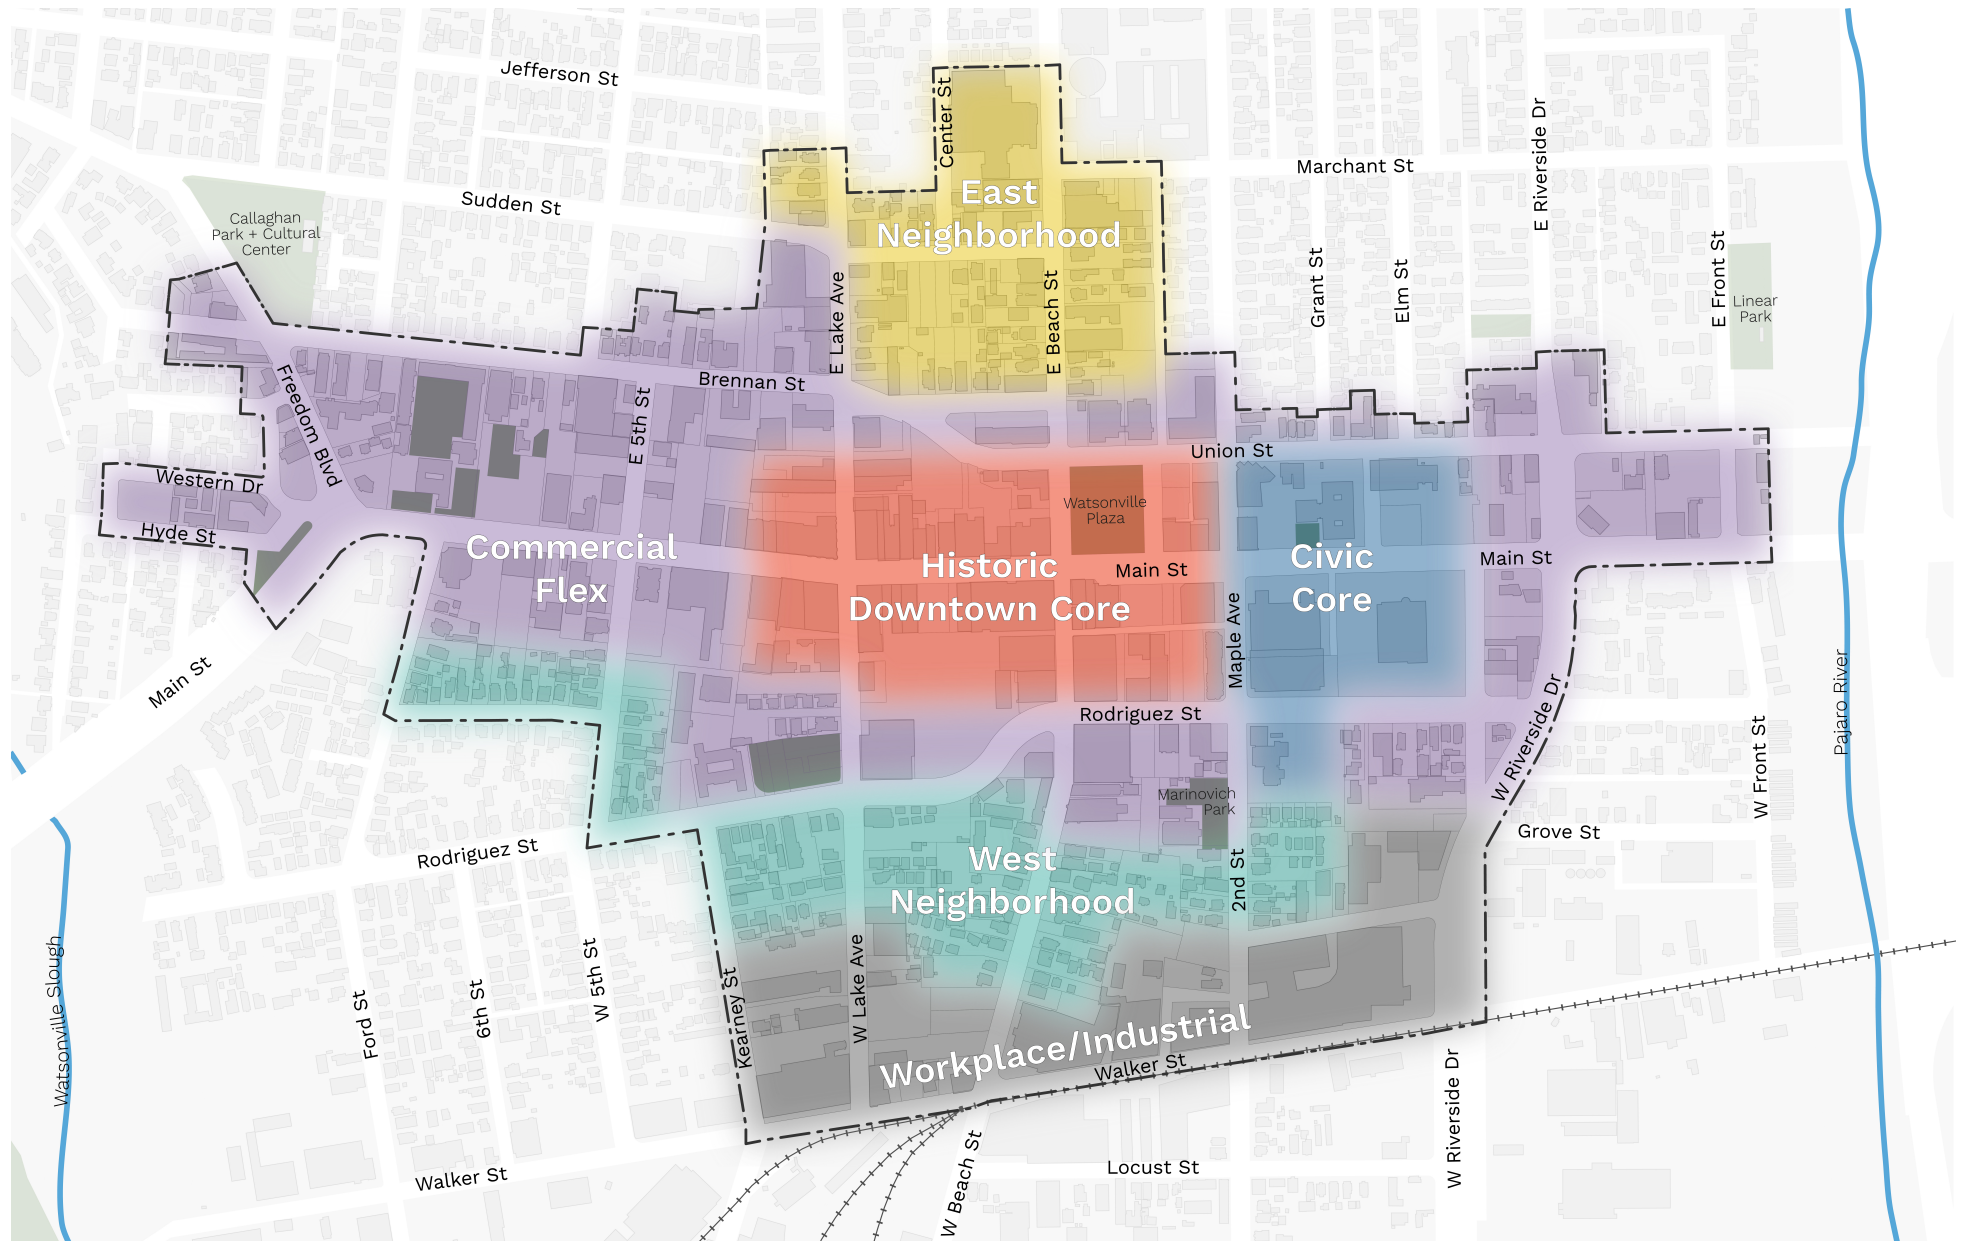 Jefferson St
Center St
Marchant St
E Riverside Dr
Sudden St
Callaghan
Park + Cultural
Center
East
Neighborhood
E Lake Ave
E Beach St
Grant St
Elm St
E Front St
Linear
Park
Freedom Blvd
Brennan St
E 5th St
Union St
Western Dr
Hyde St
Watsonville
Plaza
Commercial
Flex
Historic
Downtown Core
Main St
Civic
Core
Main St
Main St
Maple Ave
Pajaro River
Rodriguez St
W Riverside Dr
W Front St
Marinovich
Park
Grove St
Rodriguez St
West
Neighborhood
2nd St
Watsonville Slough
Ford St
6th St
W 5th St
Kearney St
W Lake Ave
Workplace/Industrial
Walker St
W Riverside Dr
Walker St
W Beach St
Locust St